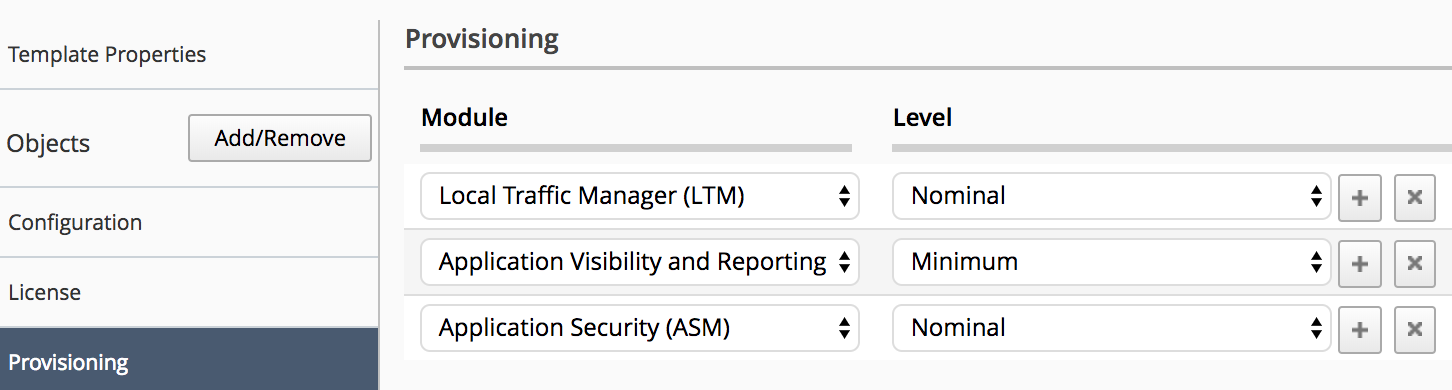 Template Properties
Objects
Add/Remove
Configuration
License
Provisioning
Provisioning
Module Level
Local Traffic Manager (LTM) Nominal
Application Visibility and Reporting Minimum
Application Security (ASM) Nominal